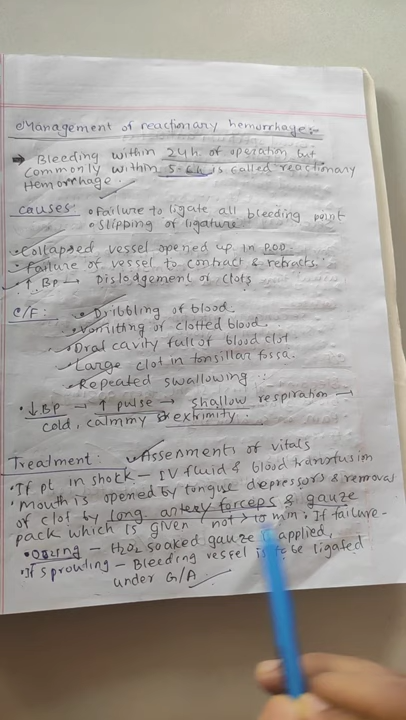 Management of reactionary hemorrhage:-
→ Bleeding within 24 h. of operation but
commonly within 5-6 h is called reactionary
Hemorrhage.
causes • Failure to ligate all bleeding point
• Slipping of ligature
• Collapsed vessel opened up in P.O.D.
• Failure of vessel to contract & retracts.
• ↑ BP → Dislodgement of clots
C/F: • Dribbling of blood.
• Vomitting of clotted blood.
• Oral cavity full of blood clot
• Large clot in tonsillar fossa.
• Repeated swallowing
• ↓BP → ↑ pulse → shallow respiration →
cold, calmmy extrimity.
Treatment: • Assenments of vitals
• If pt in shock - IV fluid & blood transfusion
• Mouth is opened by tongue depressors & removal
of clot by long artery forceps & gauze
pack which is given not > 10 min. If failure-
• Oozing - H2O2 soaked gauze is applied,
• If sprouding - Bleeding vessel is to be ligated
under G/A